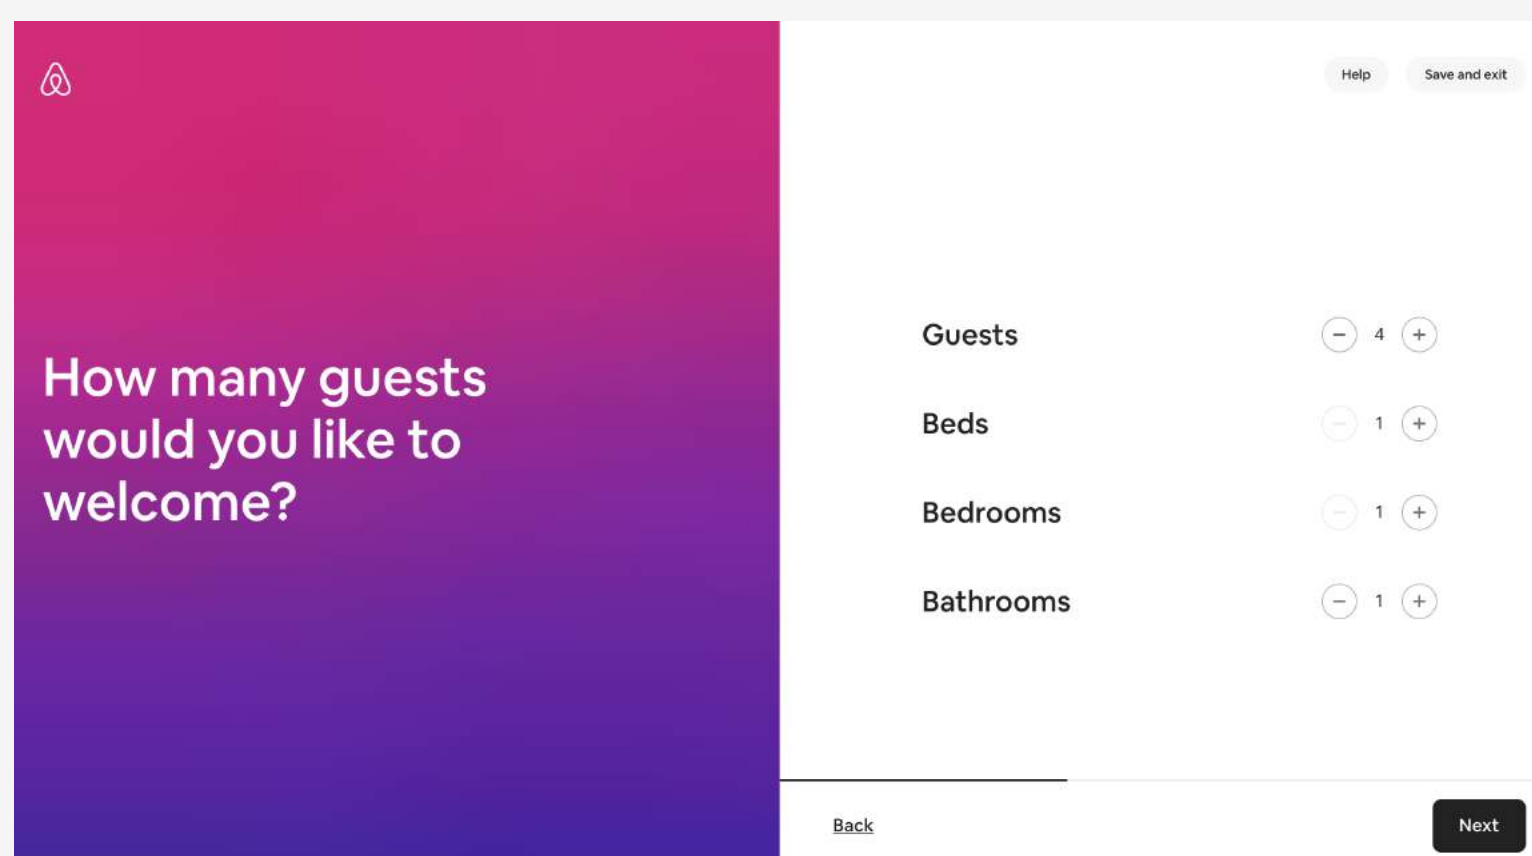 Help
Save and exit
How many guests
would you like to
welcome?
Guests
− 4 +
Beds
− 1 +
Bedrooms
− 1 +
Bathrooms
− 1 +
Back
Next